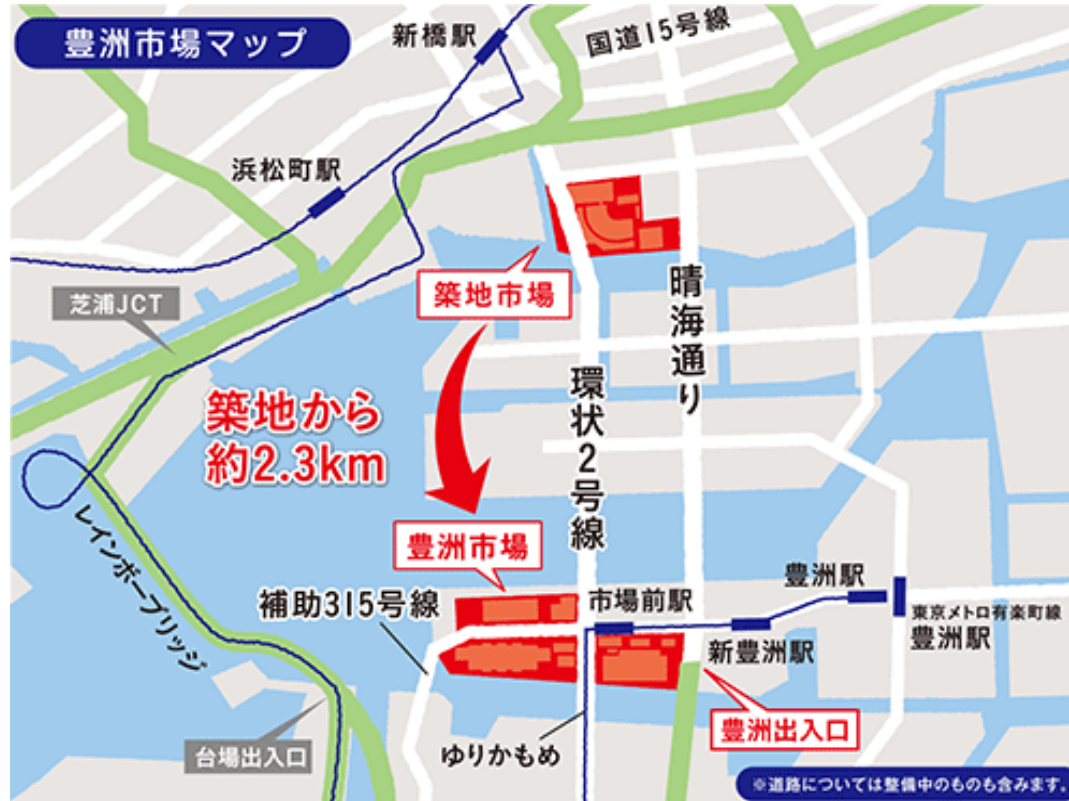 豊洲市場マップ
新橋駅
国道15号線
浜松町駅
芝浦JCT
築地市場
晴海通り
築地から
約2.3km
環状2号線
豊洲市場
レインボーブリッジ
補助315号線
市場前駅
豊洲駅
東京メトロ有楽町線
豊洲駅
新豊洲駅
豊洲出入口
ゆりかもめ
台場出入口
※道路については整備中のものも含みます。